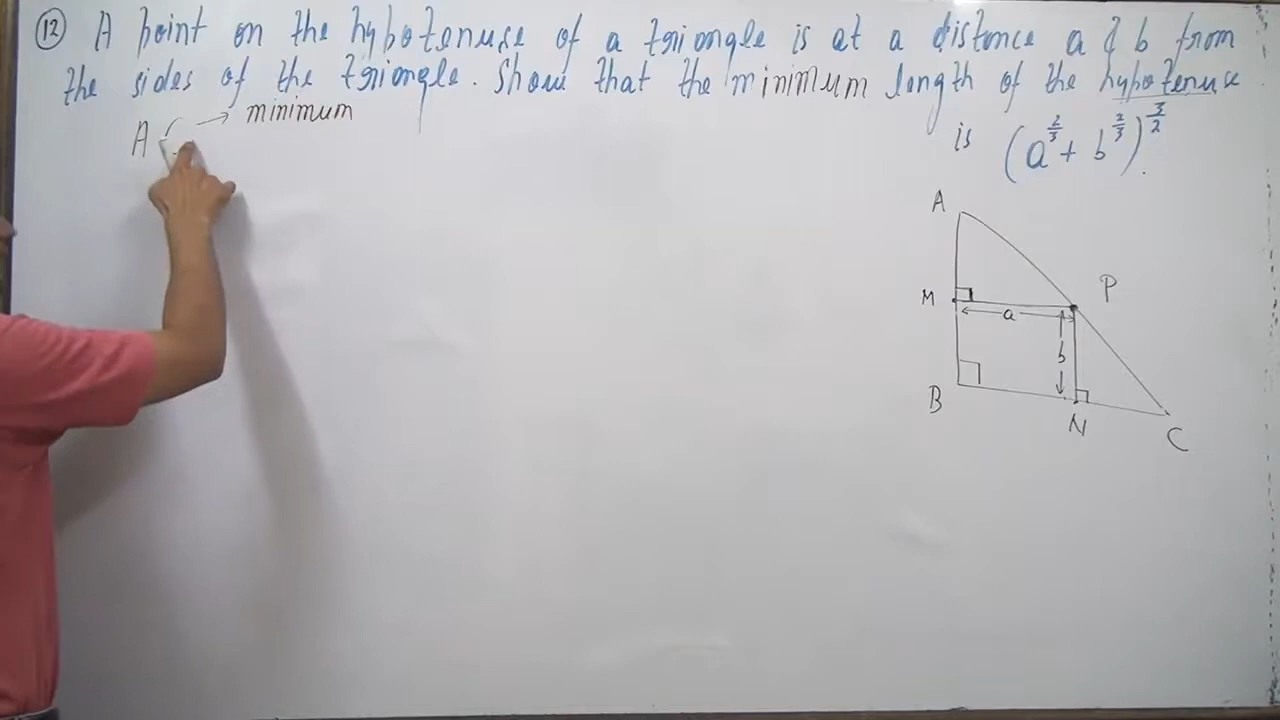 12 A point on the hypotenuse of a triangle is at a distance a & b from
the sides of the triangle. Show that the minimum length of the hypotenuse
is (a^{2/3} + b^{2/3})^{3/2}.
AC → minimum
A
M
P
a
b
B
N
C